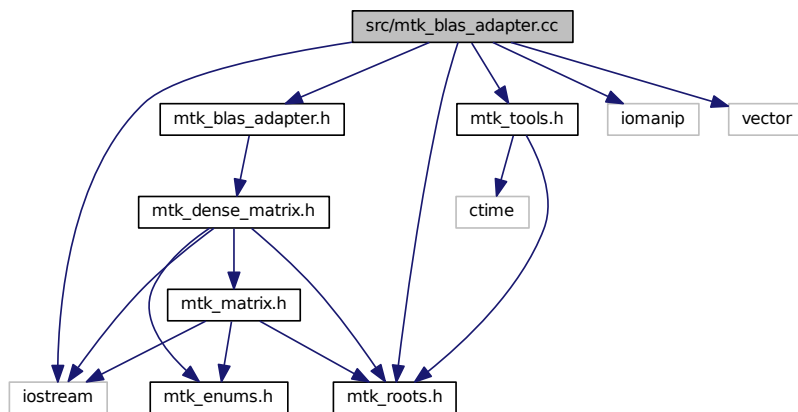 src/mtk_blas_adapter.cc
mtk_blas_adapter.h
mtk_tools.h
iomanip
vector
mtk_dense_matrix.h
ctime
mtk_matrix.h
iostream
mtk_enums.h
mtk_roots.h